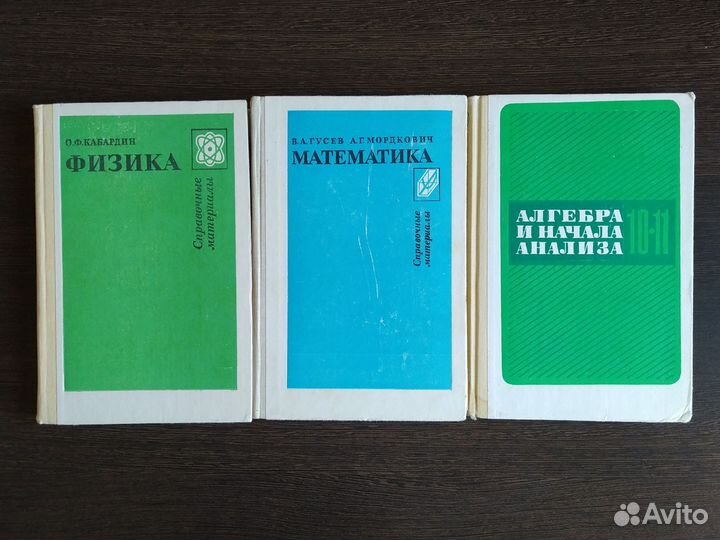 О.Ф.КАБАРДИН
ФИЗИКА
Справочные
материалы
В.А.ГУСЕВ А.Г.МОРДКОВИЧ
МАТЕМАТИКА
Справочные
материалы
АЛГЕБРА
И НАЧАЛА
АНАЛИЗА
10-11
Avito